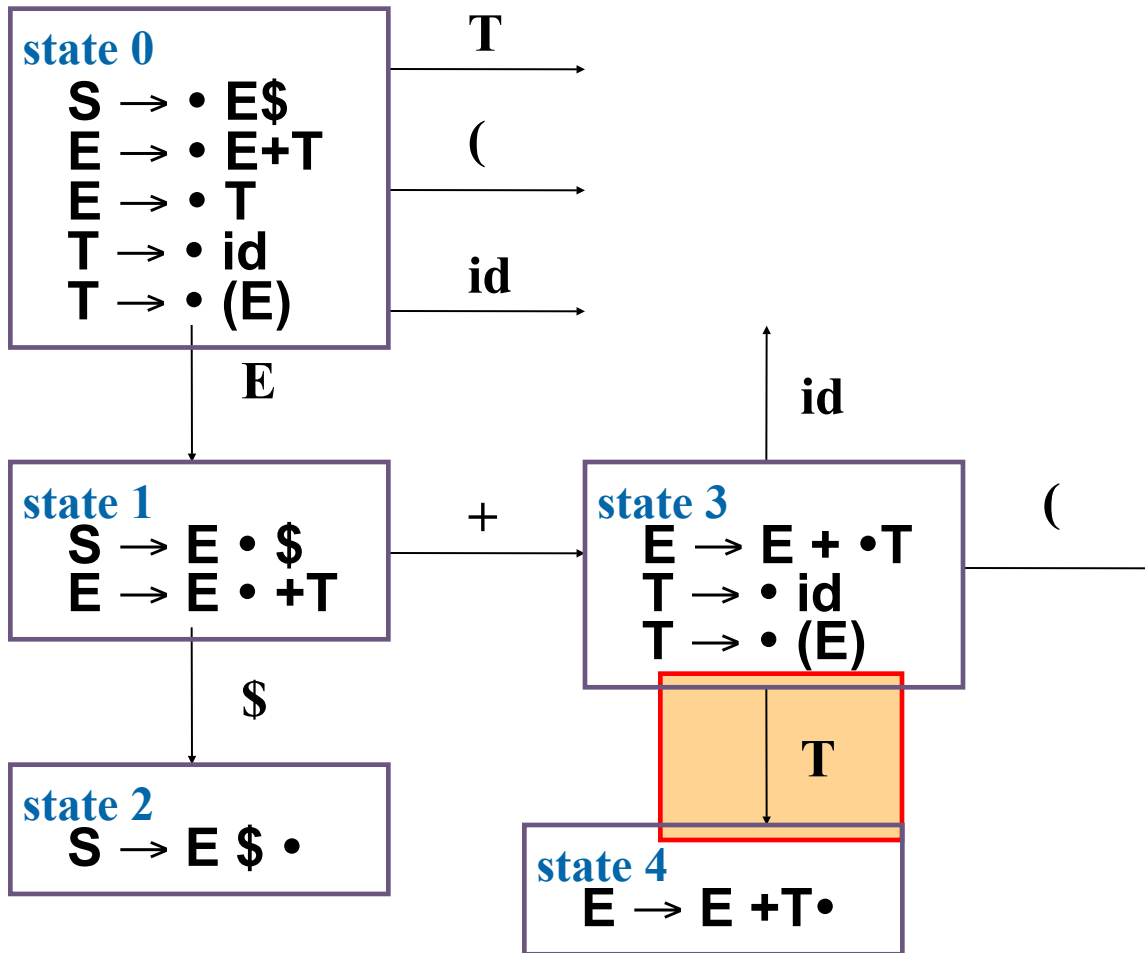 state 0
S → • E$
E → • E+T
E → • T
T → • id
T → • (E)
T
(
id
E
state 1
S → E • $
E → E • +T
+
id
state 3
E → E + •T
T → • id
T → • (E)
(
$
T
state 2
S → E $ •
state 4
E → E +T•